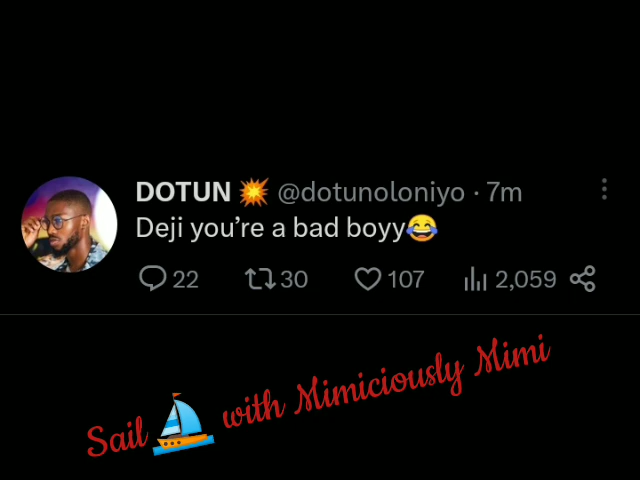 DOTUN 💥 @dotunoloniyo · 7m
Deji you’re a bad boyy😂
22 30 107 2,059
Sail ⛵ with Mimiciously Mimi